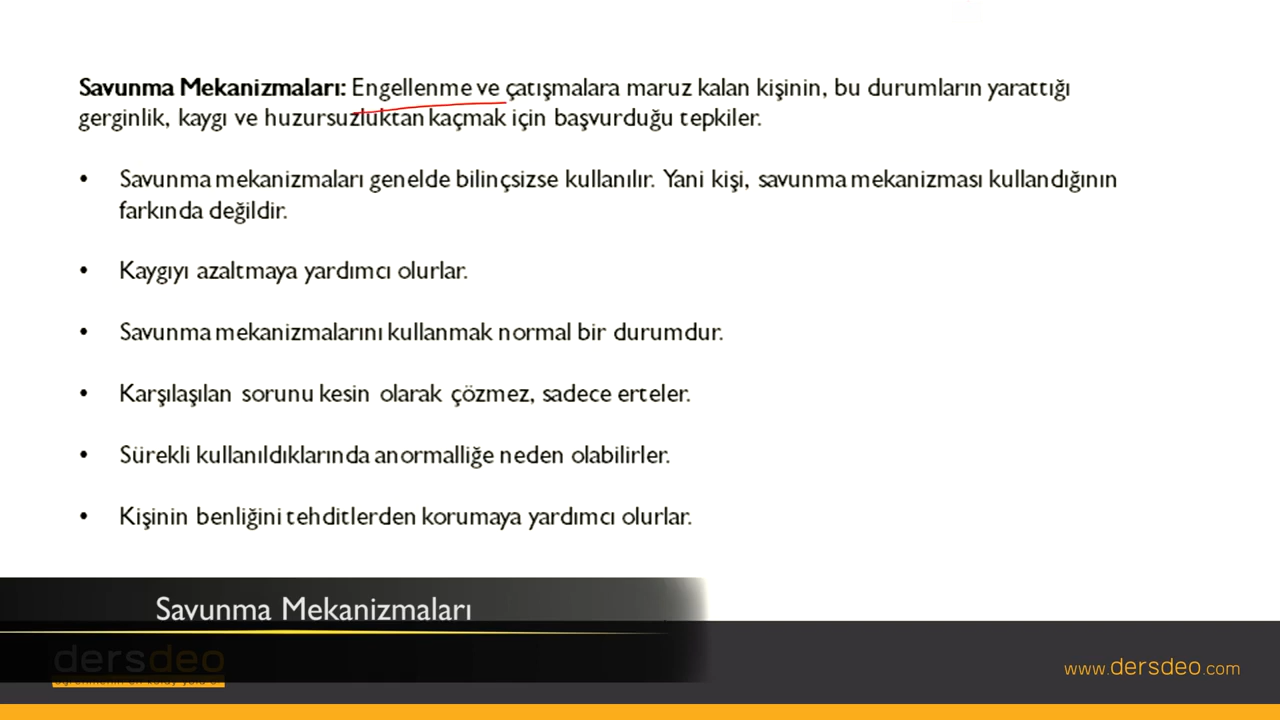 Savunma Mekanizmaları: Engellenme ve çatışmalara maruz kalan kişinin, bu durumların yarattığı
gerginlik, kaygı ve huzursuzluktan kaçmak için başvurduğu tepkiler.
• Savunma mekanizmaları genelde bilinçsizse kullanılır. Yani kişi, savunma mekanizması kullandığının
farkında değildir.
• Kaygıyı azaltmaya yardımcı olurlar.
• Savunma mekanizmalarını kullanmak normal bir durumdur.
• Karşılaşılan sorunu kesin olarak çözmez, sadece erteler.
• Sürekli kullanıldıklarında anormalliğe neden olabilirler.
• Kişinin benliğini tehditlerden korumaya yardımcı olurlar.
Savunma Mekanizmaları
dersdeo
www.dersdeo.com